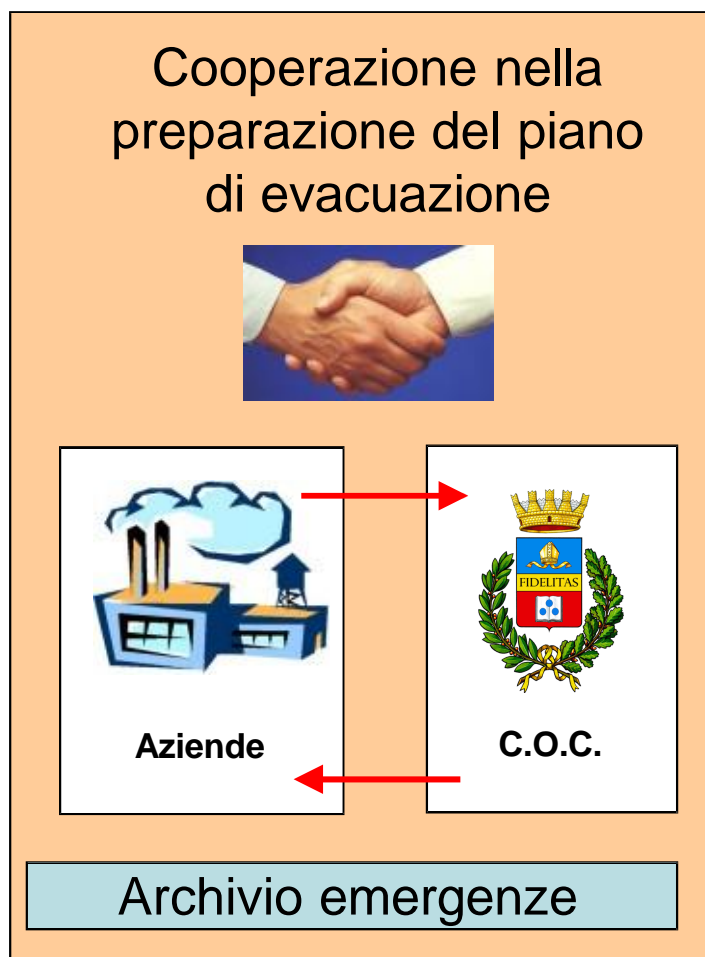 Cooperazione nella
preparazione del piano
di evacuazione
FIDELITAS
Aziende
C.O.C.
Archivio emergenze